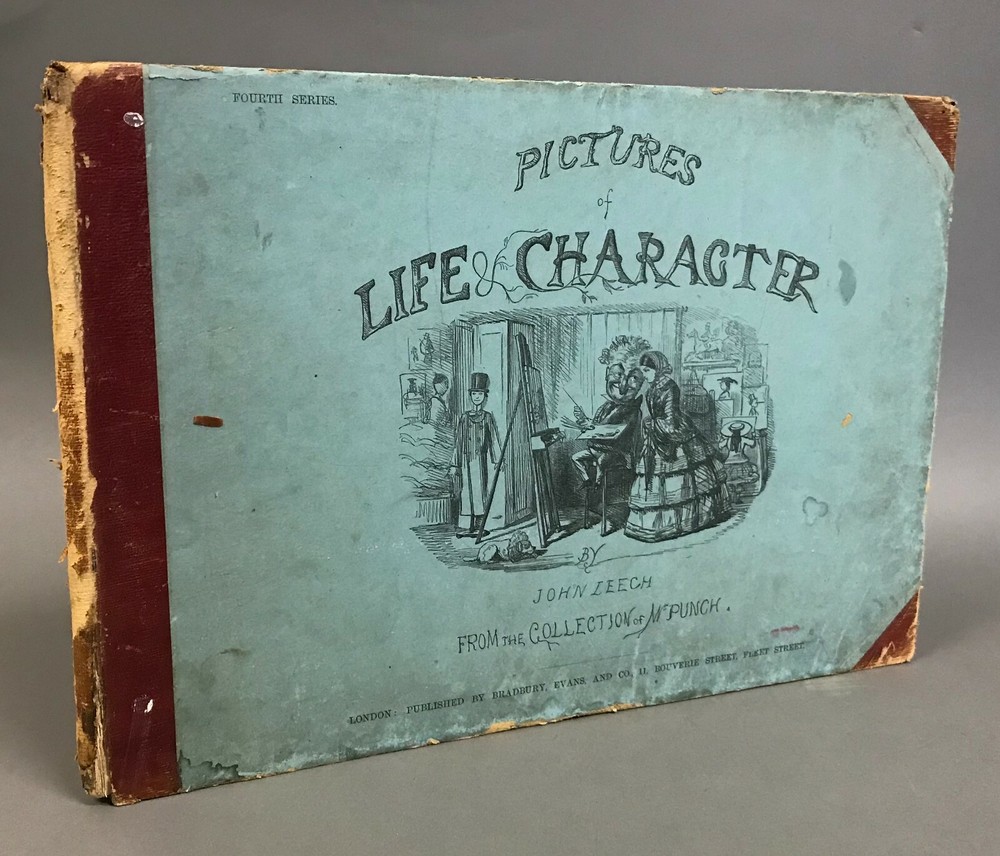 FOURTH SERIES.
PICTURES
of
LIFE & CHARACTER
BY
JOHN LEECH
FROM THE COLLECTION of Mr PUNCH.
LONDON: PUBLISHED BY BRADBURY, EVANS, AND CO., 11, BOUVERIE STREET, FLEET STREET.